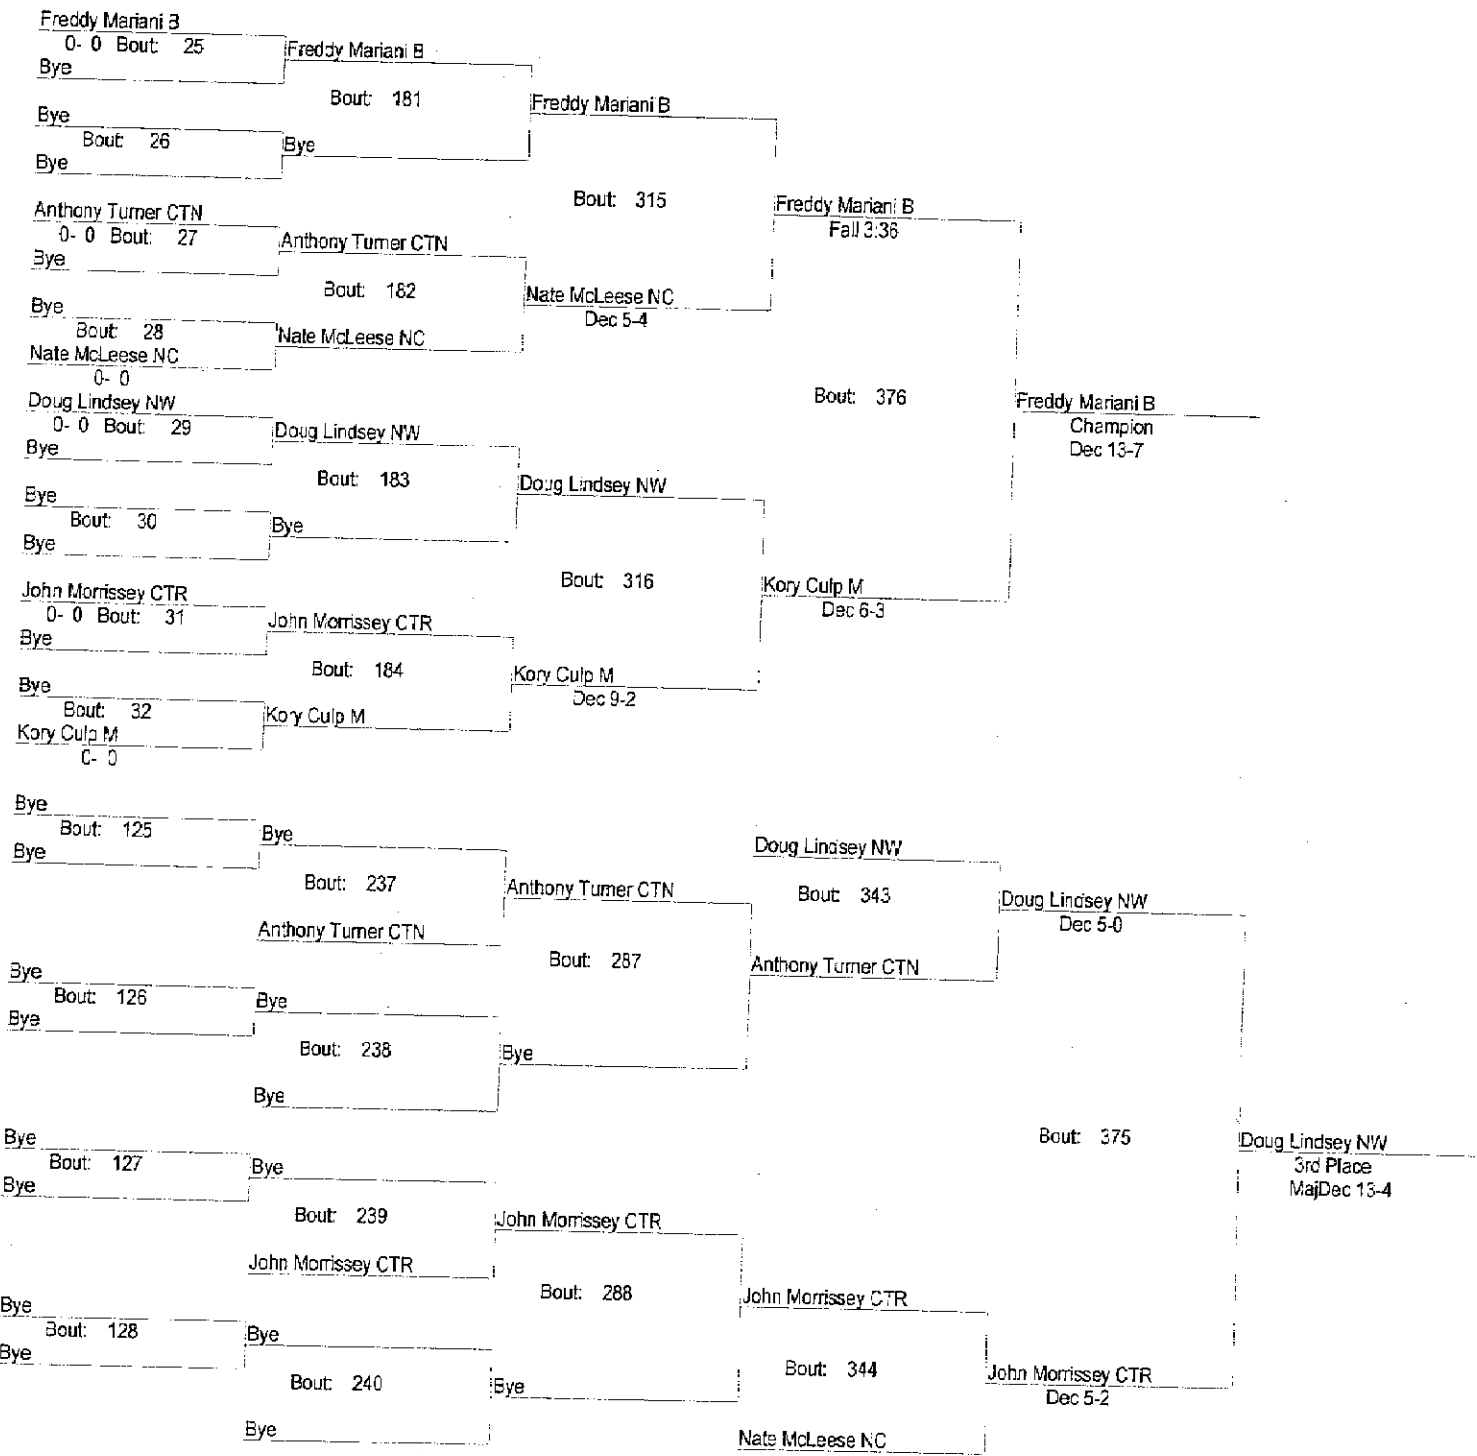 Freddy Mariani B
0- 0 Bout: 25
Freddy Mariani B
Bye
Bout: 181
Freddy Mariani B
Bye
Bout: 26
Bye
Bye
Bout: 315
Freddy Mariani B
Fall 3:36
Anthony Turner CTN
0- 0 Bout: 27
Anthony Turner CTN
Bye
Bout: 182
Nate McLeese NC
Dec 5-4
Bye
Bout: 28
Nate McLeese NC
Nate McLeese NC
0- 0
Bout: 376
Freddy Mariani B
Champion
Dec 13-7
Doug Lindsey NW
0- 0 Bout: 29
Doug Lindsey NW
Bye
Bout: 183
Doug Lindsey NW
Bye
Bout: 30
Bye
Bye
Bout: 316
Kory Culp M
Dec 6-3
John Morrissey CTR
0- 0 Bout: 31
John Morrissey CTR
Bye
Bout: 184
Kory Culp M
Dec 9-2
Bye
Bout: 32
Kory Culp M
Kory Culp M
0- 0
Bye
Bout: 125
Bye
Bye
Doug Lindsey NW
Bout: 237
Anthony Turner CTN
Bout: 343
Doug Lindsey NW
Dec 5-0
Anthony Turner CTN
Bout: 287
Anthony Turner CTN
Bye
Bout: 126
Bye
Bye
Bout: 238
Bye
Bye
Bout: 375
Doug Lindsey NW
3rd Place
MajDec 13-4
Bye
Bout: 127
Bye
Bye
Bout: 239
John Morrissey CTR
John Morrissey CTR
Bout: 288
John Morrissey CTR
Bye
Bout: 128
Bye
Bye
Bout: 344
John Morrissey CTR
Dec 5-2
Bout: 240
Bye
Bye
Nate McLeese NC